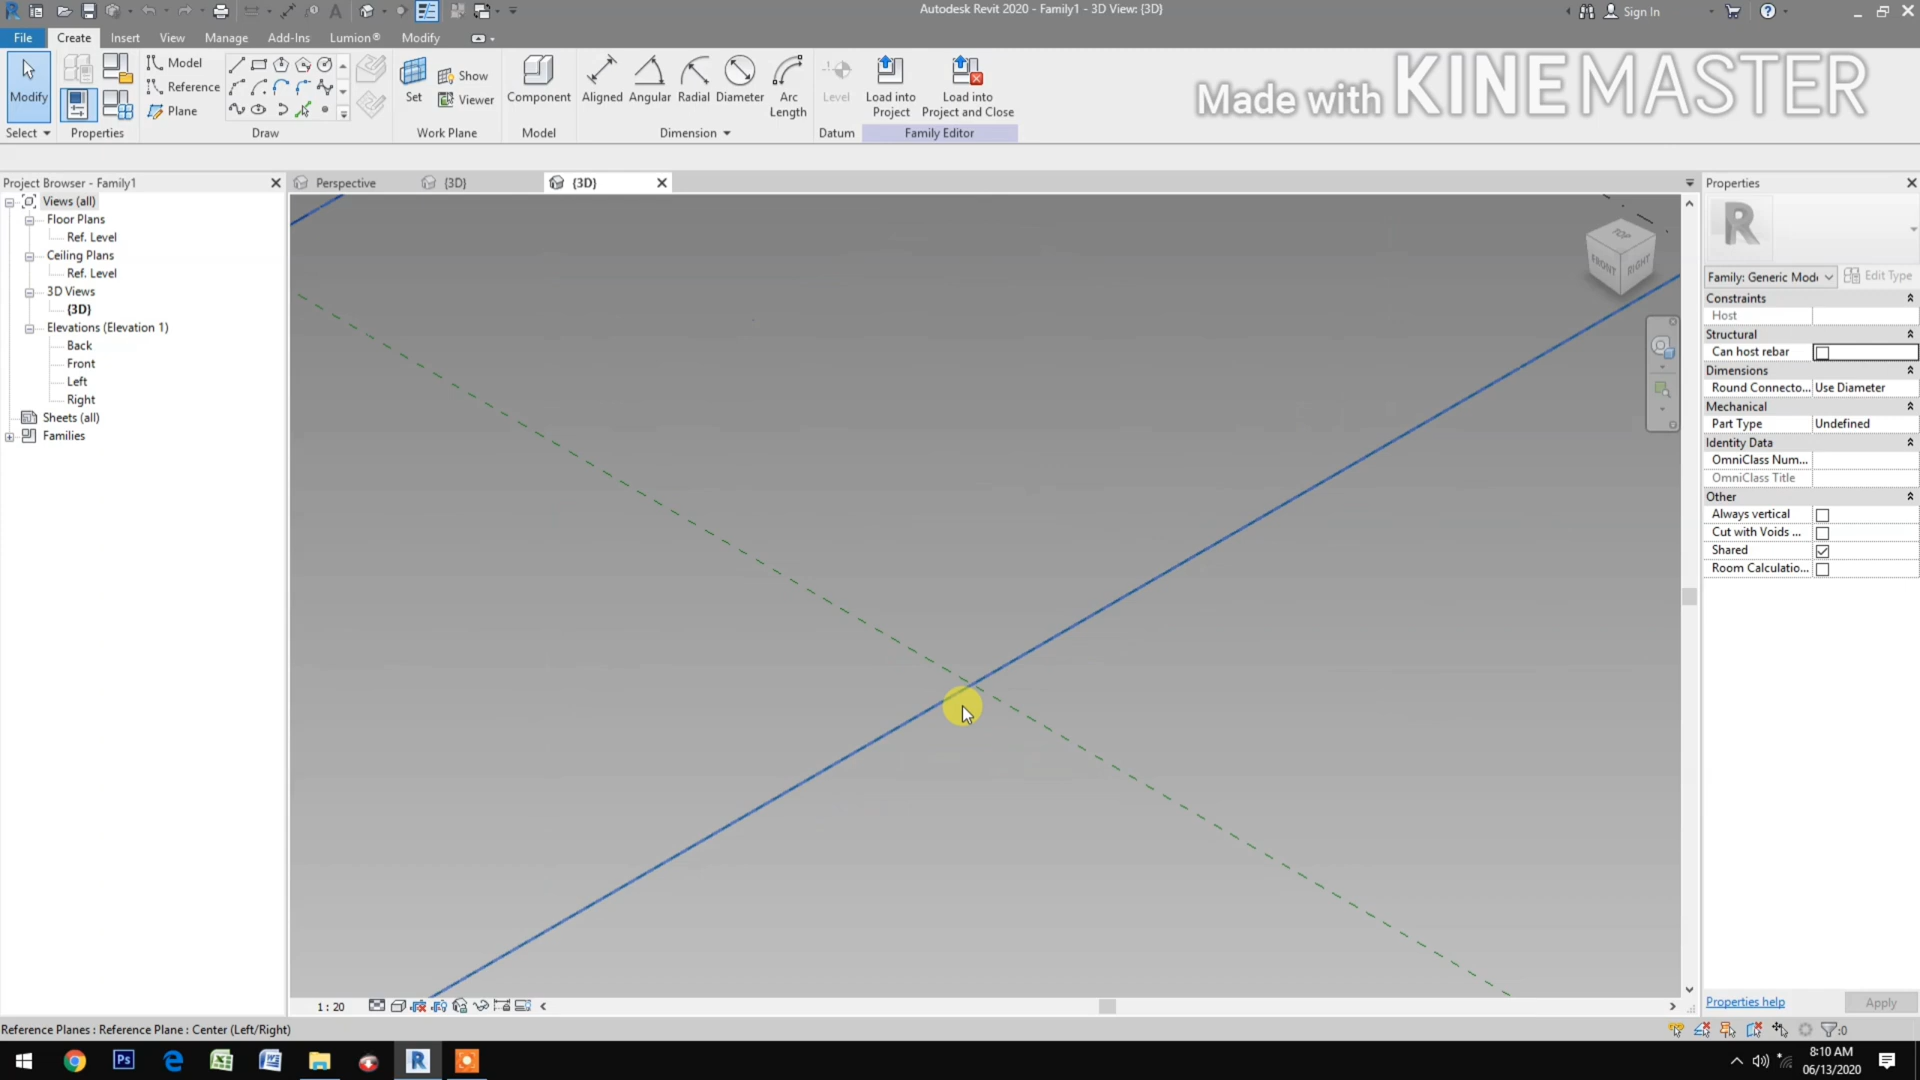 Autodesk Revit 2020 - Family1 - 3D View: {3D}
Sign In
File Create Insert View Manage Add-Ins Lumion® Modify
Modify
Select
Properties
Model
Reference
Plane
Draw
Set
Show
Viewer
Work Plane
Component
Model
Aligned Angular Radial Diameter Arc Length
Dimension
Level
Datum
Load into Project
Load into Project and Close
Family Editor
Made with KINEMASTER
Project Browser - Family1
Views (all)
Floor Plans
Ref. Level
Ceiling Plans
Ref. Level
3D Views
{3D}
Elevations (Elevation 1)
Back
Front
Left
Right
Sheets (all)
Families
Perspective
{3D}
{3D}
TOP
FRONT
RIGHT
Properties
R
Family: Generic Mode
Edit Type
Constraints
Host
Structural
Can host rebar
Dimensions
Round Connecto... Use Diameter
Mechanical
Part Type Undefined
Identity Data
OmniClass Num...
OmniClass Title
Other
Always vertical
Cut with Voids ...
Shared
Room Calculatio...
Properties help
Apply
1 : 20
Reference Planes : Reference Plane : Center (Left/Right)
:0
8:10 AM
06/13/2020